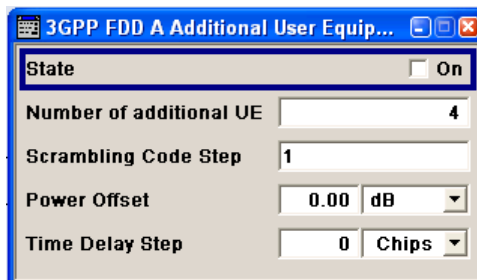 3GPP FDD A Additional User Equip...
State On
Number of additional UE 4
Scrambling Code Step 1
Power Offset 0.00 dB
Time Delay Step 0 Chips